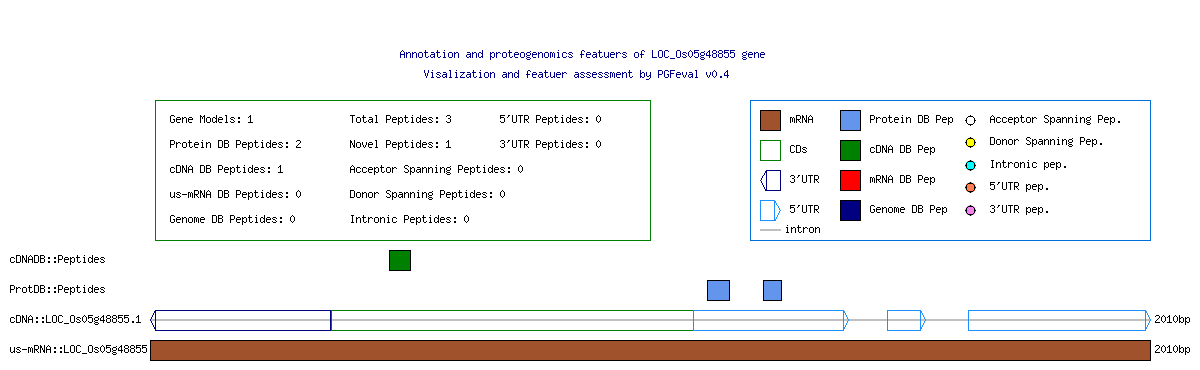 Annotation and proteogenomics featuers of LOC_Os05g48855 gene
Visalization and featuer assessment by PGFeval v0.4
Gene Models: 1 Total Peptides: 3 5'UTR Peptides: 0
Protein DB Peptides: 2 Novel Peptides: 1 3'UTR Peptides: 0
cDNA DB Peptides: 1 Acceptor Spanning Peptides: 0
us-mRNA DB Peptides: 0 Donor Spanning Peptides: 0
Genome DB Peptides: 0 Intronic Peptides: 0
mRNA Protein DB Pep Acceptor Spanning Pep.
CDs cDNA DB Pep Donor Spanning Pep.
3'UTR mRNA DB Pep Intronic pep.
5'UTR Genome DB Pep 5'UTR pep.
intron 3'UTR pep.
cDNADB::Peptides
ProtDB::Peptides
cDNA::LOC_Os05g48855.1 2010bp
us-mRNA::LOC_Os05g48855 2010bp